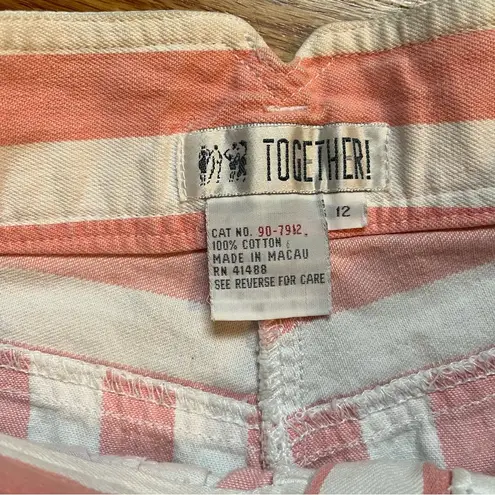 TOGETHER!
12
CAT NO. 90-7912
100% COTTON
MADE IN MACAU
RN 41488
SEE REVERSE FOR CARE